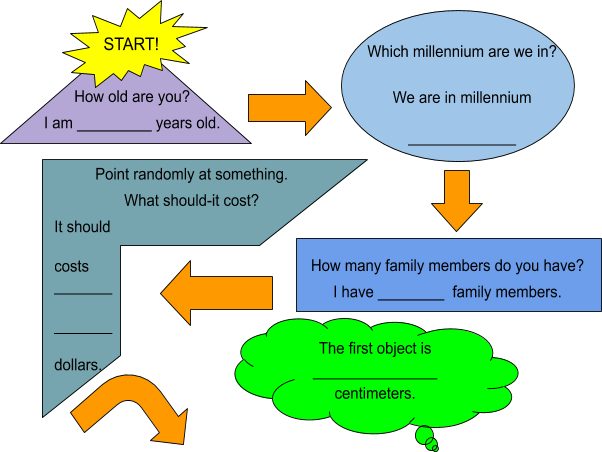 START!
How old are you?
I am _________ years old.
Which millennium are we in?
We are in millennium
_____________
How many family members do you have?
I have ________ family members.
Point randomly at something.
What should-it cost?
It should
costs
_______
_______
dollars.
The first object is
_______________
centimeters.